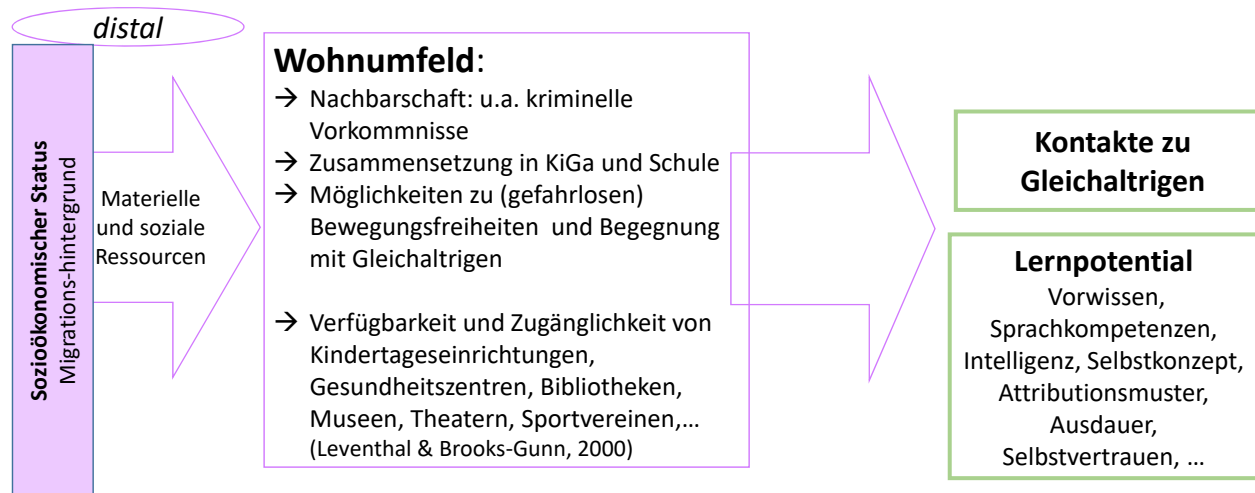 distal
Sozioökonomischer Status
Migrations-hintergrund
Materielle
und soziale
Ressourcen
Wohnumfeld:
→ Nachbarschaft: u.a. kriminelle
Vorkommnisse
→ Zusammensetzung in KiGa und Schule
→ Möglichkeiten zu (gefahrlosen)
Bewegungsfreiheiten und Begegnung
mit Gleichaltrigen
→ Verfügbarkeit und Zugänglichkeit von
Kindertageseinrichtungen,
Gesundheitszentren, Bibliotheken,
Museen, Theatern, Sportvereinen,...
(Leventhal & Brooks-Gunn, 2000)
Kontakte zu
Gleichaltrigen
Lernpotential
Vorwissen,
Sprachkompetenzen,
Intelligenz, Selbstkonzept,
Attributionsmuster,
Ausdauer,
Selbstvertrauen, ...